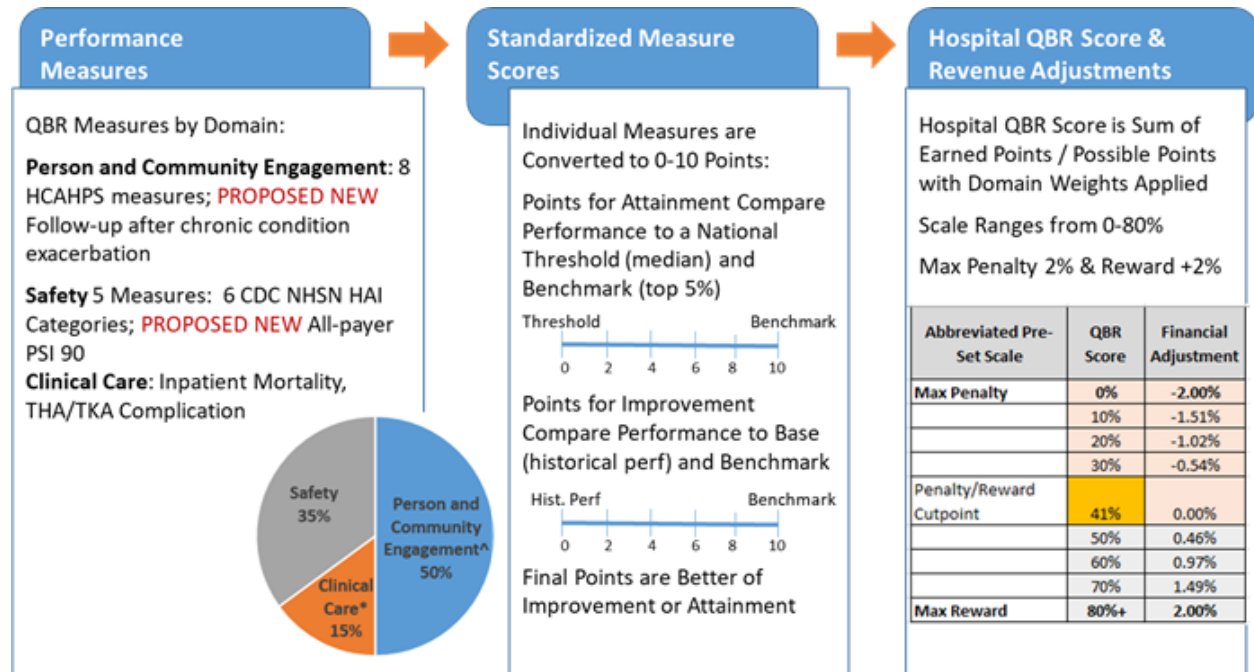 Performance
Measures
QBR Measures by Domain:
Person and Community Engagement: 8
HCAHPS measures; PROPOSED NEW
Follow-up after chronic condition
exacerbation
Safety 5 Measures:  6 CDC NHSN HAI
Categories; PROPOSED NEW All-payer
PSI 90
Clinical Care: Inpatient Mortality,
THA/TKA Complication
Safety
35%
Person and
Community
Engagement^
50%
Clinical
Care*
15%
Standardized Measure
Scores
Individual Measures are
Converted to 0-10 Points:
Points for Attainment Compare
Performance to a National
Threshold (median) and
Benchmark (top 5%)
Threshold Benchmark
0 2 4 6 8 10
Points for Improvement
Compare Performance to Base
(historical perf) and Benchmark
Hist. Perf Benchmark
0 2 4 6 8 10
Final Points are Better of
Improvement or Attainment
Hospital QBR Score &
Revenue Adjustments
Hospital QBR Score is Sum of
Earned Points / Possible Points
with Domain Weights Applied
Scale Ranges from 0-80%
Max Penalty 2% & Reward +2%
Abbreviated Pre-
Set Scale
QBR
Score
Financial
Adjustment
Max Penalty 0% -2.00%
10% -1.51%
20% -1.02%
30% -0.54%
Penalty/Reward
Cutpoint 41% 0.00%
50% 0.46%
60% 0.97%
70% 1.49%
Max Reward 80%+ 2.00%